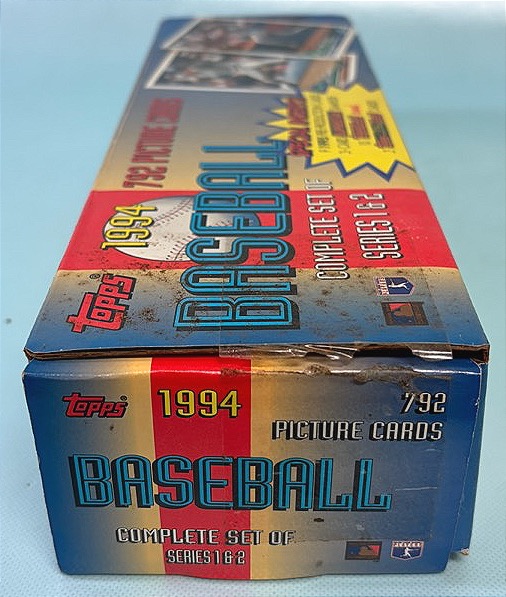 792 PICTURE CARDS
TOPPS
1994
BASEBALL
COMPLETE SET OF
SERIES 1 & 2
TOPPS
1994
792
PICTURE CARDS
BASEBALL
COMPLETE SET OF
SERIES 1 & 2